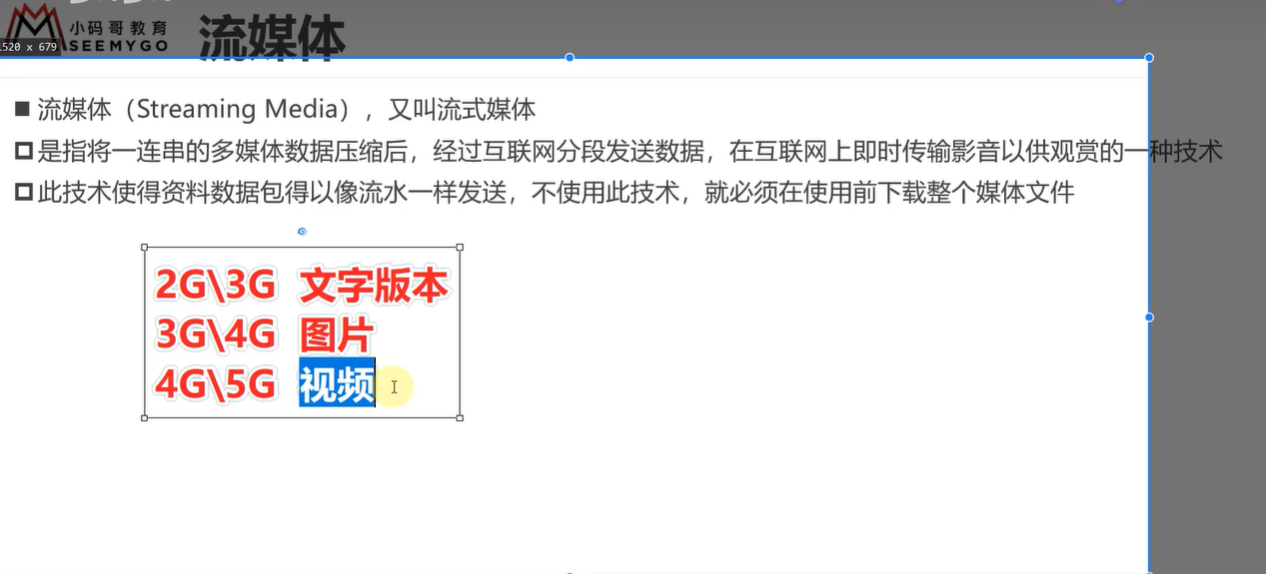 小码哥教育
SEEMYGO
流媒体
520 x 679
■ 流媒体（Streaming Media），又叫流式媒体
是指将一连串的多媒体数据压缩后，经过互联网分段发送数据，在互联网上即时传输影音以供观赏的一种技术
此技术使得资料数据包得以像流水一样发送，不使用此技术，就必须在使用前下载整个媒体文件
2G\3G 文字版本
3G\4G 图片
4G\5G 视频